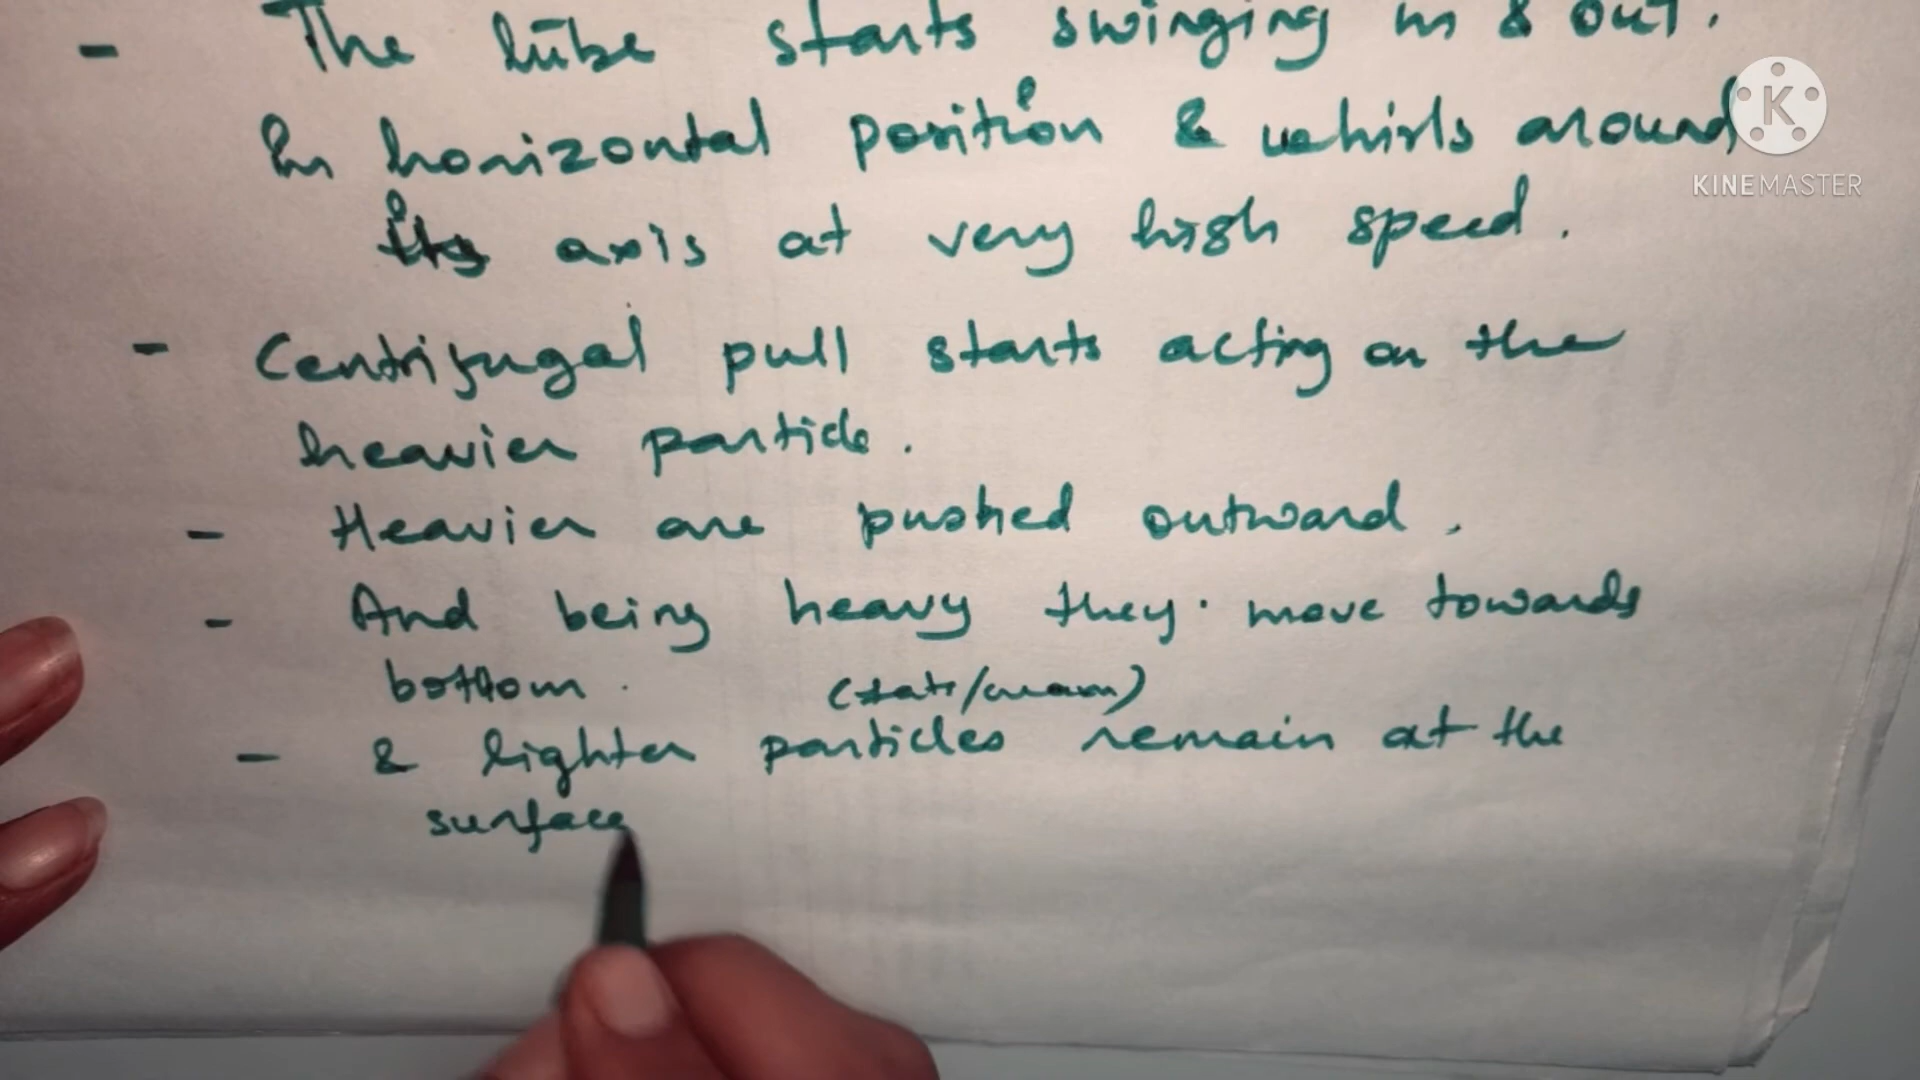 - The tube starts swinging in & out.
In horizontal position & whirls around
its axis at very high speed.
- Centrifugal pull starts acting on the
heavier particle.
- Heavier are pushed outward.
- And being heavy they move towards
bottom.
(fats/cream)
- & lighter particles remain at the
surface
K
KINEMASTER